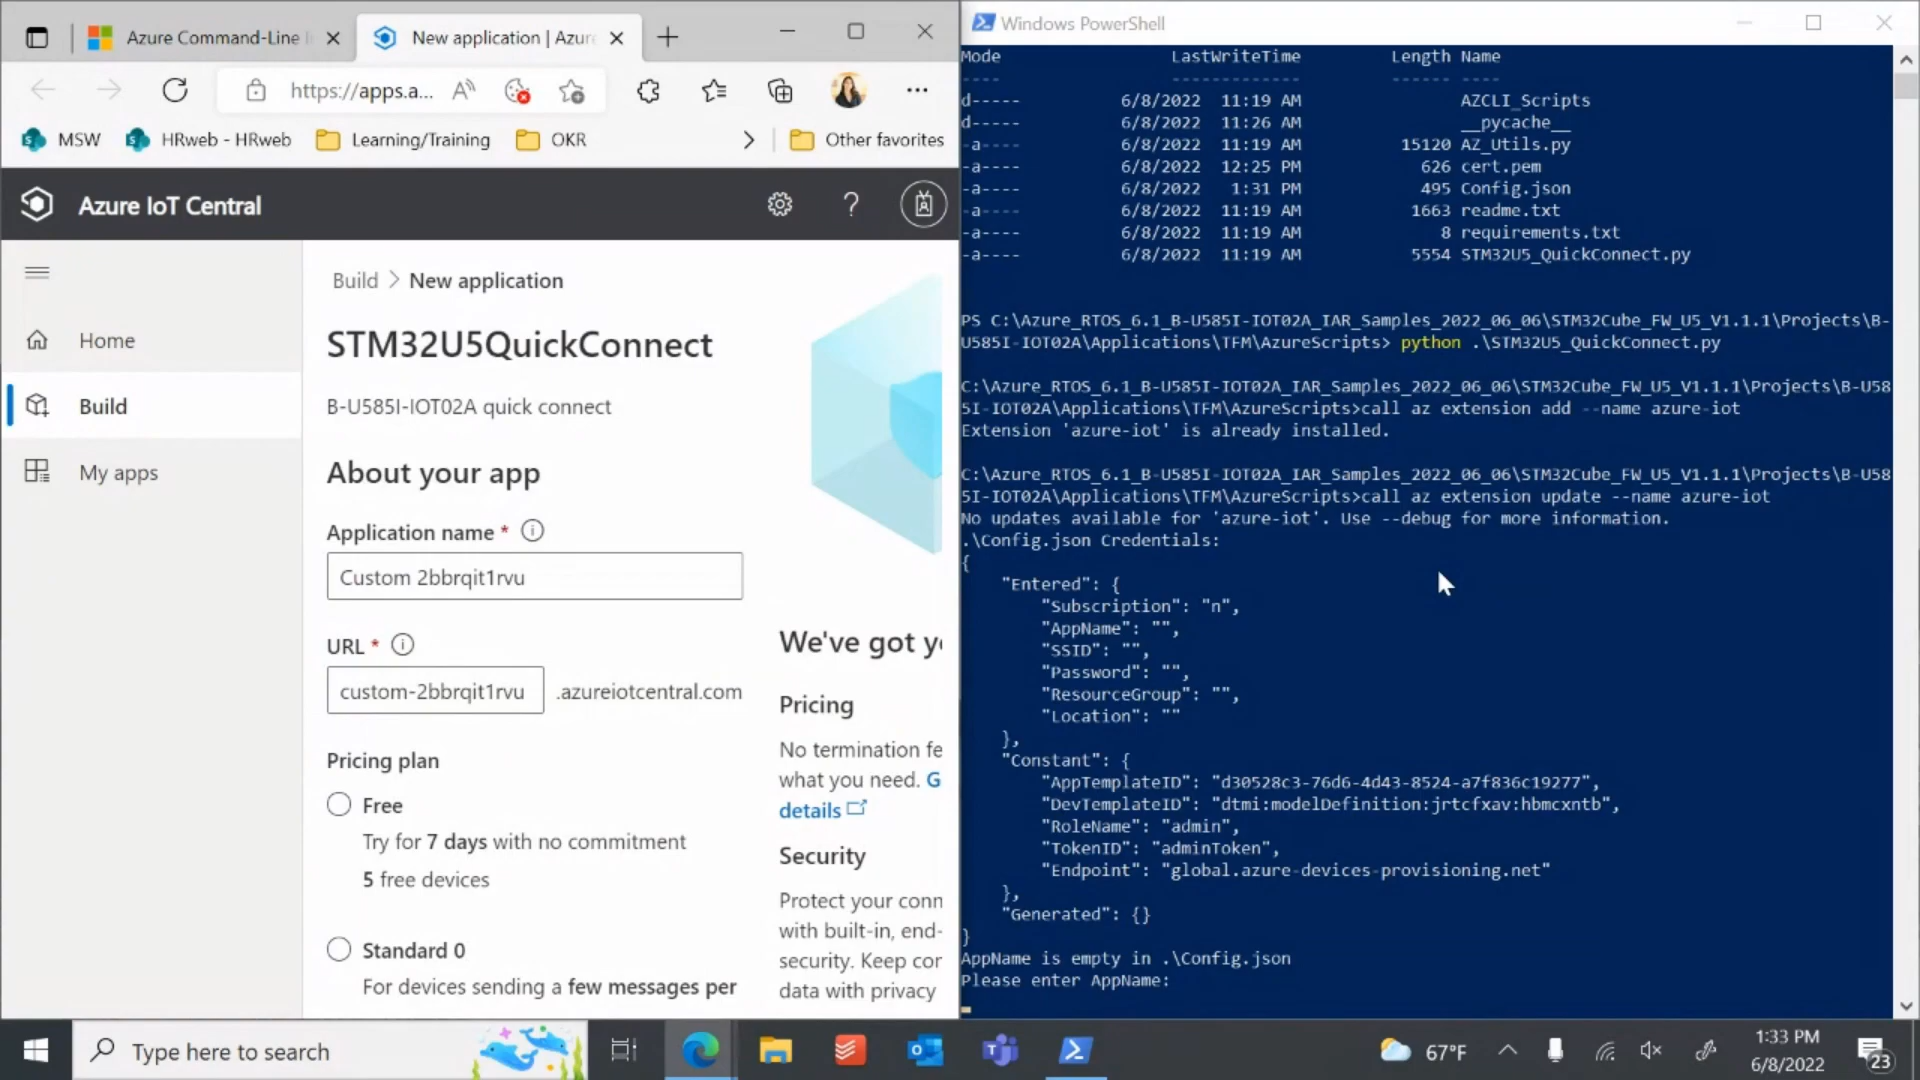 Azure Command-Line I
New application | Azure
https://apps.a...
MSW
HRweb - HRweb
Learning/Training
OKR
Other favorites
Azure IoT Central
Home
Build
My apps
Build > New application
STM32U5QuickConnect
B-U585I-IOT02A quick connect
About your app
Application name *
Custom 2bbrqit1rvu
URL *
custom-2bbrqit1rvu .azureiotcentral.com
Pricing plan
Free
Try for 7 days with no commitment
5 free devices
Standard 0
For devices sending a few messages per
We've got y
Pricing
No termination fe
what you need. G
details
Security
Protect your conn
with built-in, end-
security. Keep cor
data with privacy
Windows PowerShell
Mode LastWriteTime Length Name
---- ------------- ------ ----
d----- 6/8/2022 11:19 AM AZCLI_Scripts
d----- 6/8/2022 11:26 AM __pycache__
-a---- 6/8/2022 11:19 AM 15120 AZ_Utils.py
-a---- 6/8/2022 12:25 PM 626 cert.pem
-a---- 6/8/2022 1:31 PM 495 Config.json
-a---- 6/8/2022 11:19 AM 1663 readme.txt
-a---- 6/8/2022 11:19 AM 8 requirements.txt
-a---- 6/8/2022 11:19 AM 5554 STM32U5_QuickConnect.py
PS C:\Azure_RTOS_6.1_B-U585I-IOT02A_IAR_Samples_2022_06_06\STM32Cube_FW_U5_V1.1.1\Projects\B-
U585I-IOT02A\Applications\TFM\AzureScripts> python .\STM32U5_QuickConnect.py
C:\Azure_RTOS_6.1_B-U585I-IOT02A_IAR_Samples_2022_06_06\STM32Cube_FW_U5_V1.1.1\Projects\B-U58
5I-IOT02A\Applications\TFM\AzureScripts>call az extension add --name azure-iot
Extension 'azure-iot' is already installed.
C:\Azure_RTOS_6.1_B-U585I-IOT02A_IAR_Samples_2022_06_06\STM32Cube_FW_U5_V1.1.1\Projects\B-U58
5I-IOT02A\Applications\TFM\AzureScripts>call az extension update --name azure-iot
No updates available for 'azure-iot'. Use --debug for more information.
.\Config.json Credentials:
{
"Entered": {
"Subscription": "n",
"AppName": "",
"SSID": "",
"Password": "",
"ResourceGroup": "",
"Location": ""
},
"Constant": {
"AppTemplateID": "d30528c3-76d6-4d43-8524-a7f836c19277",
"DevTemplateID": "dtmi:modelDefinition:jrtcfxav:hbmcxntb",
"RoleName": "admin",
"TokenID": "adminToken",
"Endpoint": "global.azure-devices-provisioning.net"
},
"Generated": {}
}
AppName is empty in .\Config.json
Please enter AppName:
Type here to search
67°F
1:33 PM
6/8/2022
23